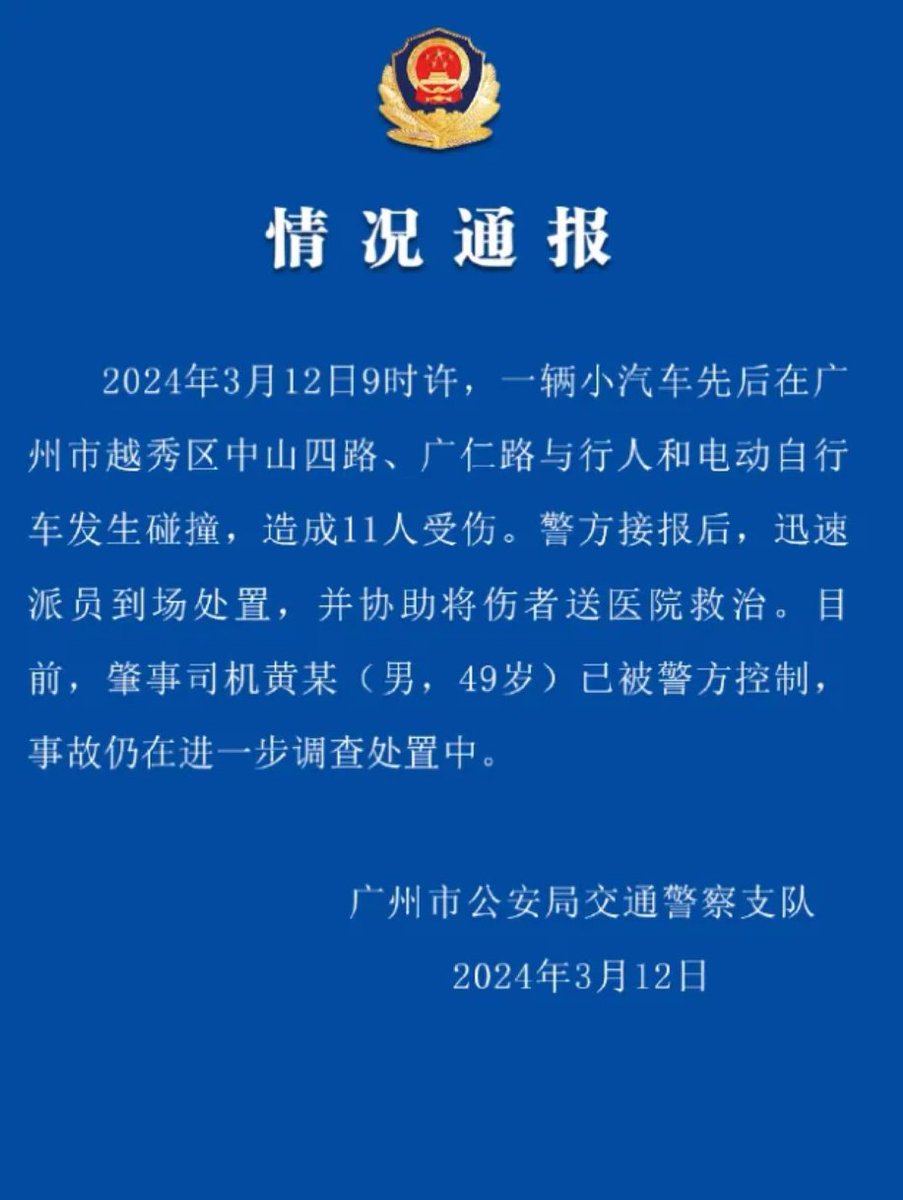 情况通报
2024年3月12日9时许，一辆小汽车先后在广
州市越秀区中山四路、广仁路与行人和电动自行
车发生碰撞，造成11人受伤。警方接报后，迅速
派员到场处置，并协助将伤者送医院救治。目
前，肇事司机黄某（男，49岁）已被警方控制，
事故仍在进一步调查处置中。
广州市公安局交通警察支队
2024年3月12日